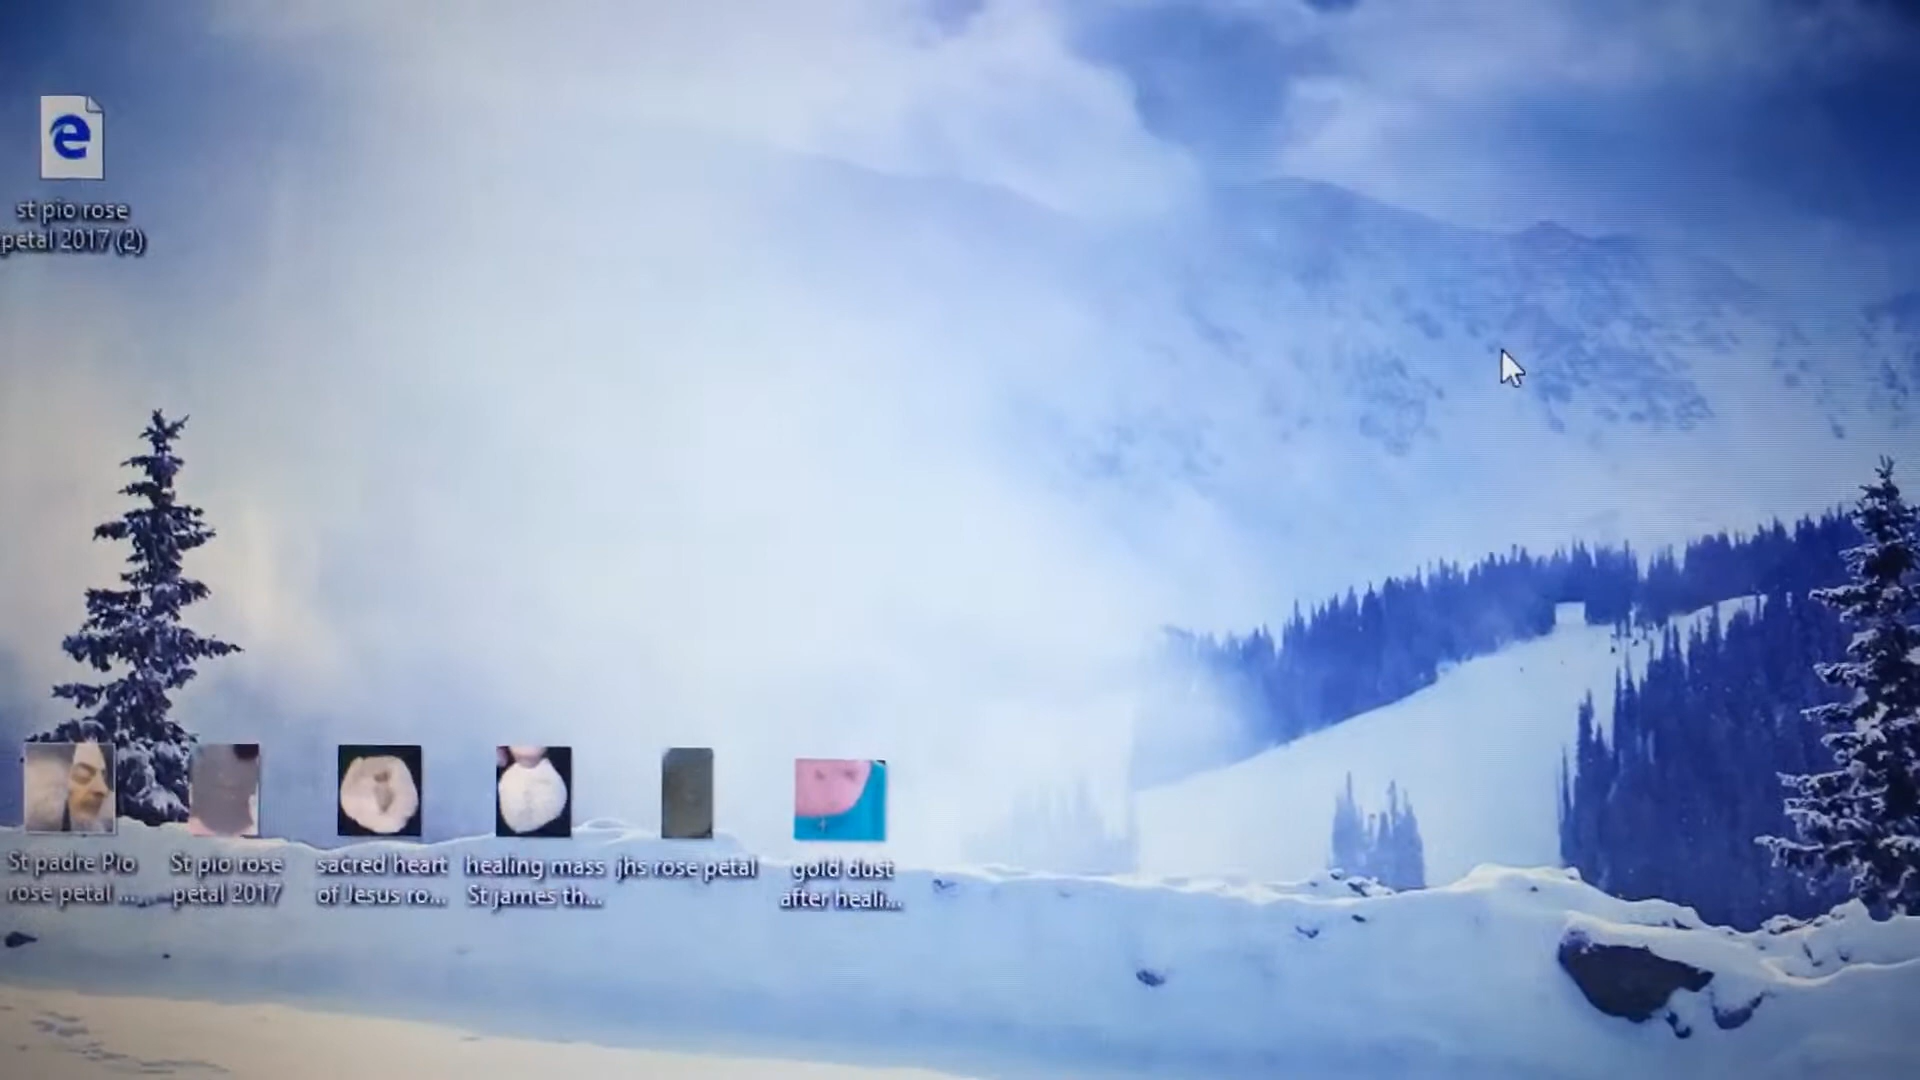 st pio rose
petal 2017 (2)
St padre Pio
rose petal ...
St pio rose
petal 2017
sacred heart
of Jesus ro...
healing mass
St james th...
jhs rose petal
gold dust
after heali...